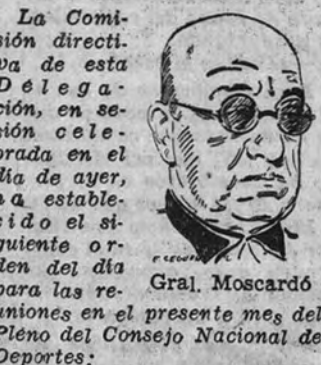 La Comi-
sión directi-
va de esta
Délega-
ción, en se-
sión cele-
brada en el
día de ayer,
ha estable-
cido el si-
guiente or-
den del día
para las re-
uniones en el presente mes del
Pleno del Consejo Nacional de
Deportes:
Gral. Moscardó